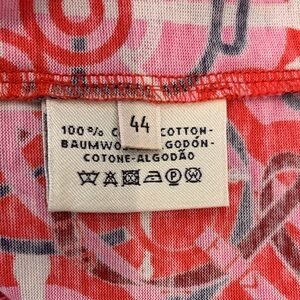 44
100% C COTTON-
BAUMWO GODÓN-
COTONE-ALGODÃO